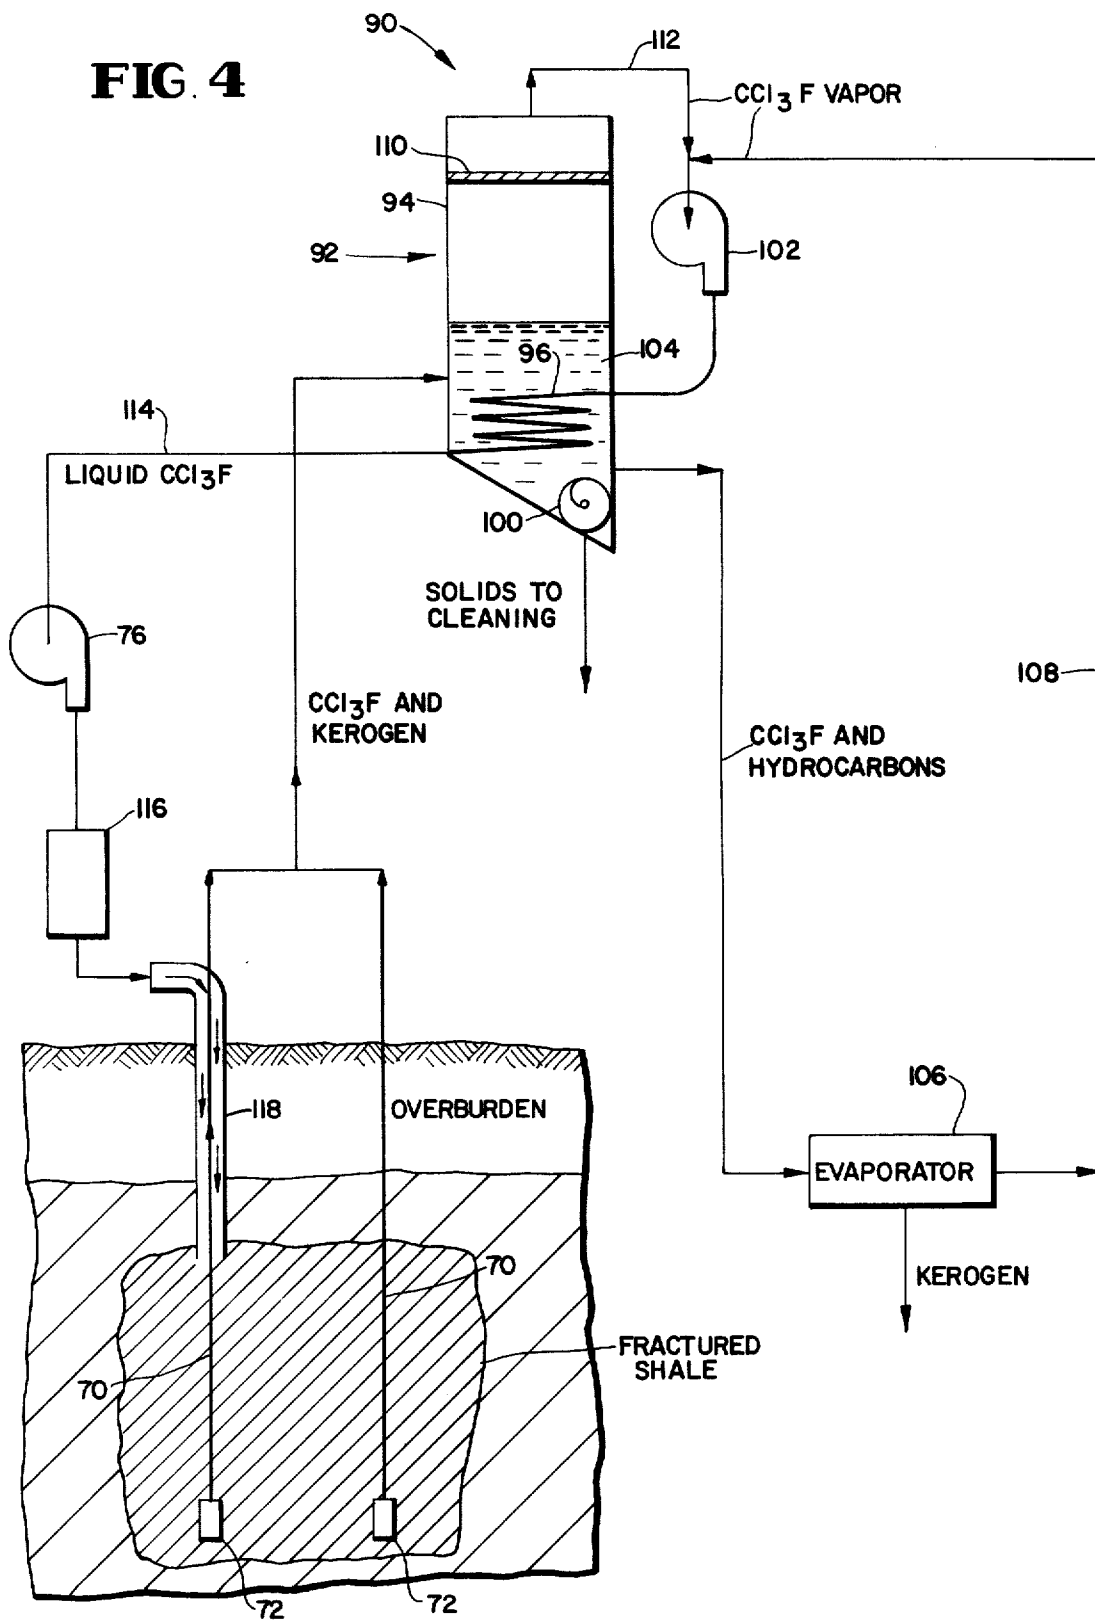 FIG. 4
90
112
CCl3F VAPOR
110
94
92
102
104
96
114
LIQUID CCl3F
100
SOLIDS TO
CLEANING
76
108
CCl3F AND
KEROGEN
CCl3F AND
HYDROCARBONS
116
106
118
OVERBURDEN
EVAPORATOR
70
KEROGEN
FRACTURED
SHALE
70
72
72